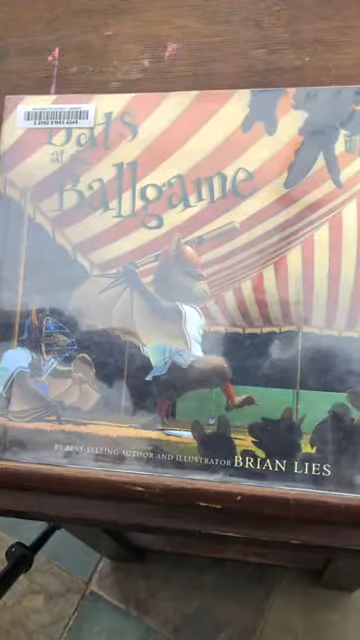 Bats
at the
Ballgame
BY BEST-SELLING AUTHOR AND ILLUSTRATOR BRIAN LIES